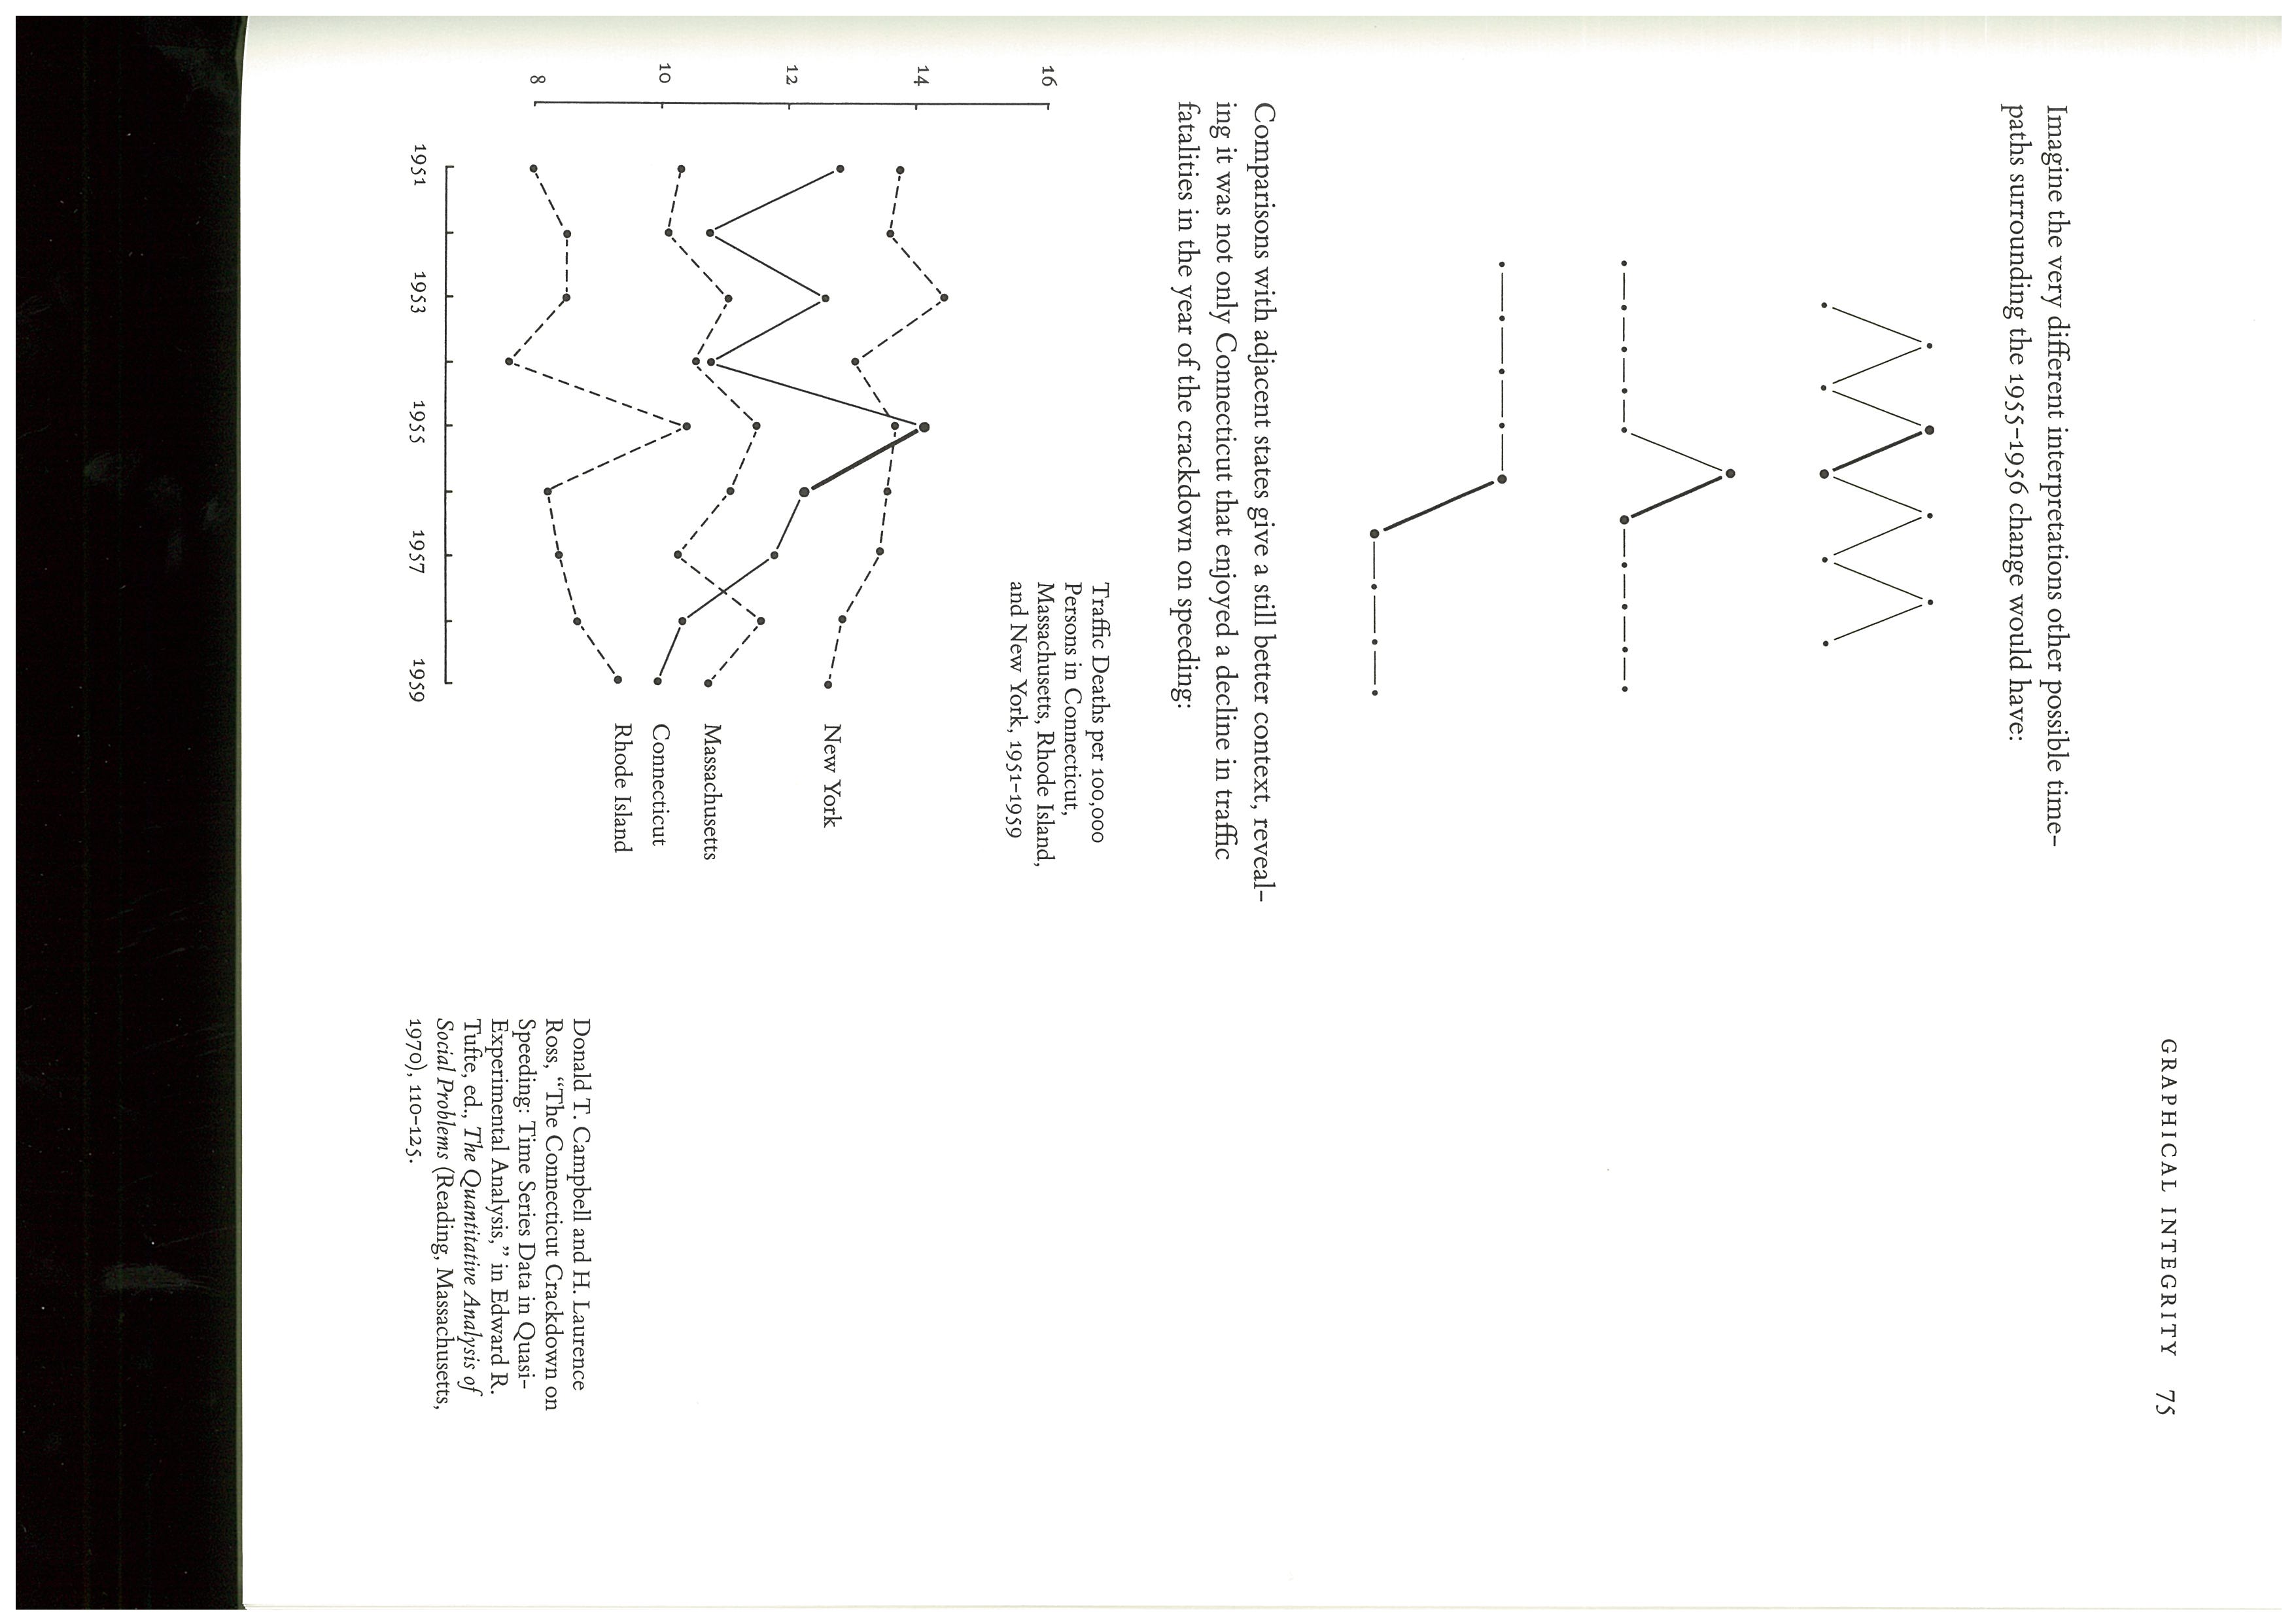 GRAPHICAL INTEGRITY 75
Imagine the very different interpretations other possible time-
paths surrounding the 1955–1956 change would have:
Comparisons with adjacent states give a still better context, reveal-
ing it was not only Connecticut that enjoyed a decline in traffic
fatalities in the year of the crackdown on speeding:
Traffic Deaths per 100,000
Persons in Connecticut,
Massachusetts, Rhode Island,
and New York, 1951–1959
16
14
12
10
8
New York
Massachusetts
Connecticut
Rhode Island
1951 1953 1955 1957 1959
Donald T. Campbell and H. Laurence
Ross, “The Connecticut Crackdown on
Speeding: Time Series Data in Quasi-
Experimental Analysis,” in Edward R.
Tufte, ed., The Quantitative Analysis of
Social Problems (Reading, Massachusetts,
1970), 110–125.